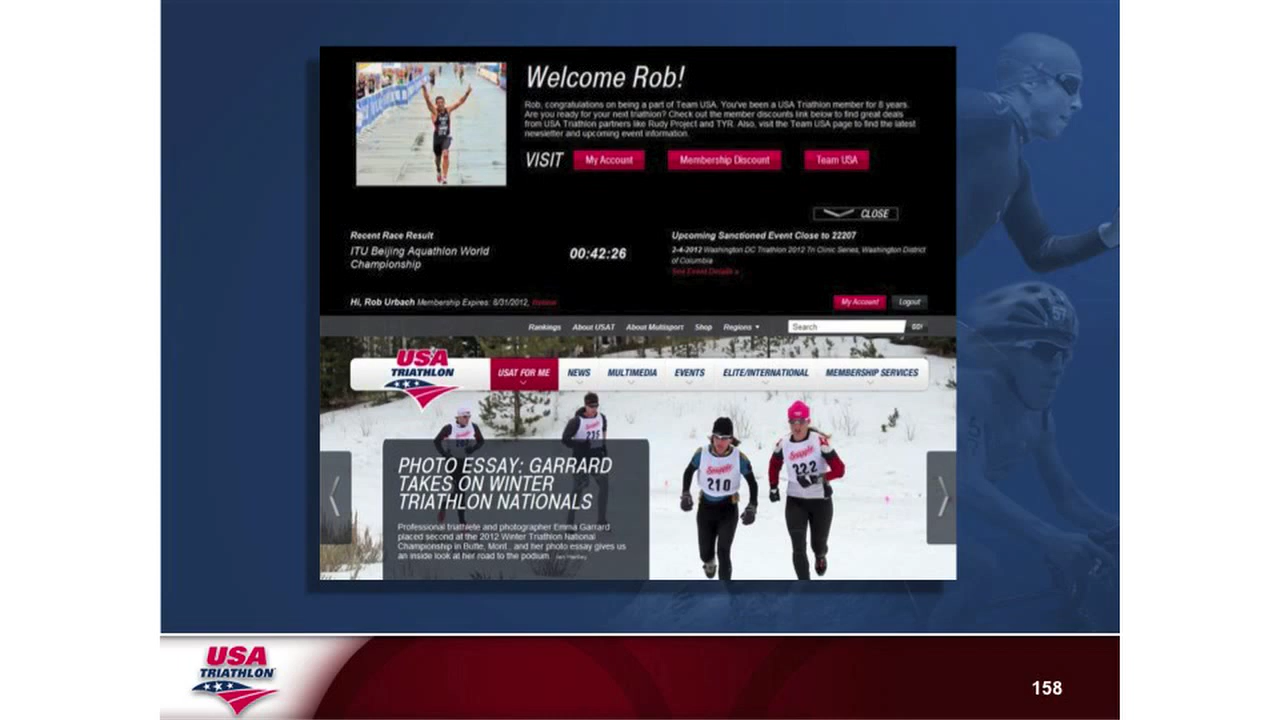 Welcome Rob!
Rob, congratulations on being a part of Team USA. You've been a USA Triathlon member for 8 years.
Are you ready for your next triathlon? Check out the member discounts link below to find great deals
from USA Triathlon partners like Rudy Project and TYR. Also, visit the Team USA page to find the latest
newsletter and upcoming event information.
VISIT My Account Membership Discount Team USA
CLOSE
Recent Race Result
ITU Beijing Aquathlon World
Championship
00:42:26
Upcoming Sanctioned Event Close to 22207
2-4-2012 Washington DC Triathlon 2012 Tri Clinic Series, Washington District
of Columbia
See Event Details »
Hi, Rob Urbach Membership Expires: 8/31/2012,
My Account Logout
Rankings About USAT About Multisport Shop Regions Search GO!
USA
TRIATHLON
USAT FOR ME NEWS MULTIMEDIA EVENTS ELITE/INTERNATIONAL MEMBERSHIP SERVICES
PHOTO ESSAY: GARRARD
TAKES ON WINTER
TRIATHLON NATIONALS
Professional triathlete and photographer Emma Garrard
placed second at the 2012 Winter Triathlon National
Championship in Butte, Mont., and her photo essay gives us
an inside look at her road to the podium.
235
Snapple
210
Snapple
222
57
USA
TRIATHLON
158